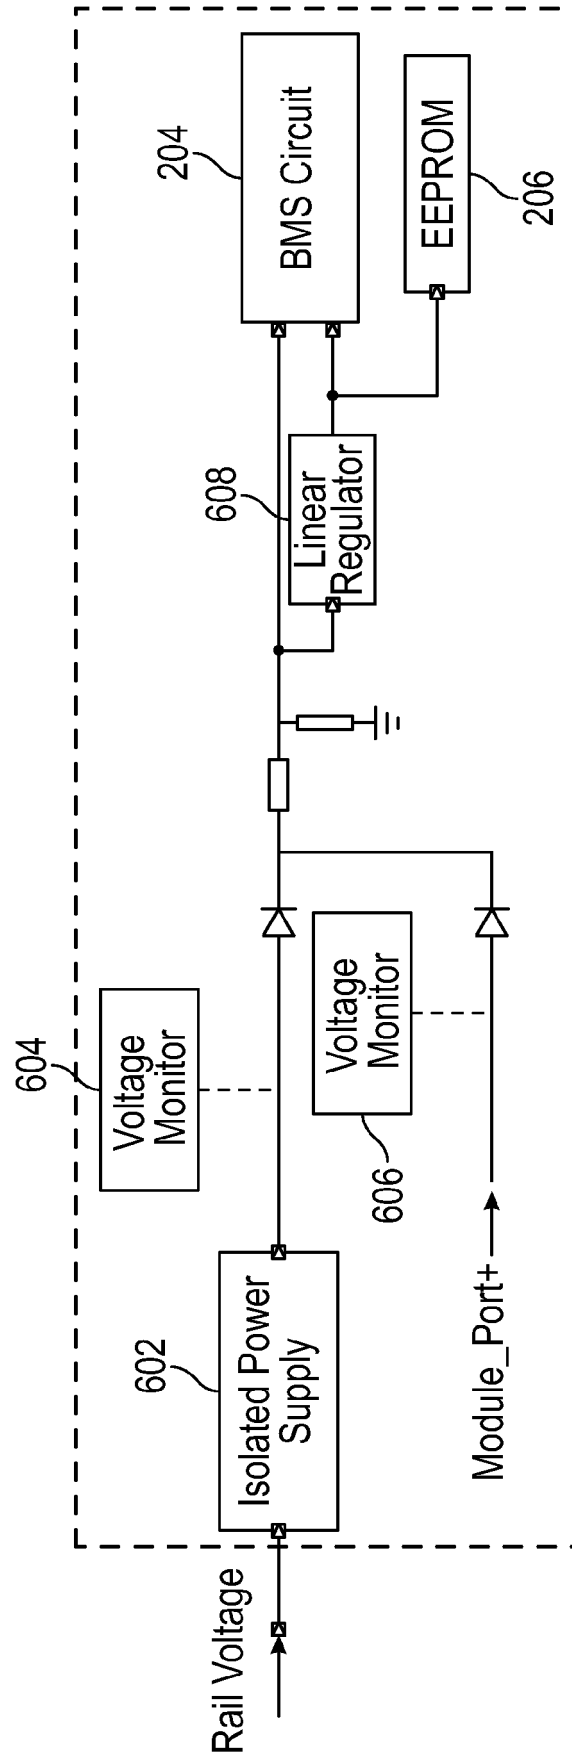 Rail Voltage
602
Isolated Power
Supply
Module_Port+
604
Voltage
Monitor
606
Voltage
Monitor
608
Linear
Regulator
204
BMS Circuit
EEPROM
206